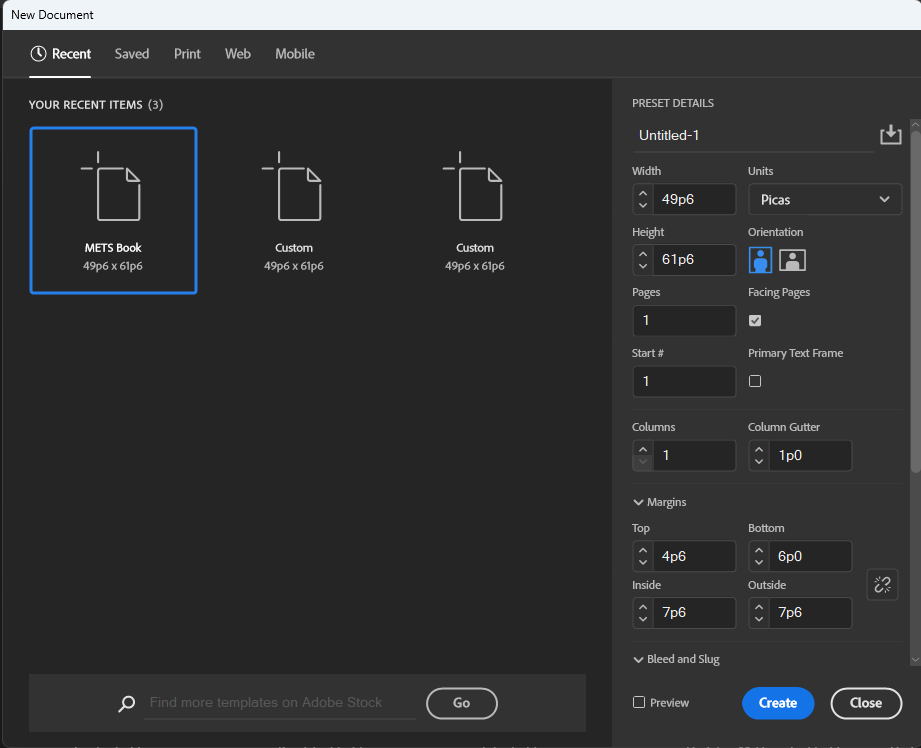 New Document
Recent Saved Print Web Mobile
YOUR RECENT ITEMS (3)
METS Book
49p6 x 61p6
Custom
49p6 x 61p6
Custom
49p6 x 61p6
Find more templates on Adobe Stock
Go
PRESET DETAILS
Untitled-1
Width Units
49p6 Picas
Height Orientation
61p6
Pages Facing Pages
1
Start # Primary Text Frame
1
Columns Column Gutter
1 1p0
Margins
Top Bottom
4p6 6p0
Inside Outside
7p6 7p6
Bleed and Slug
Preview Create Close